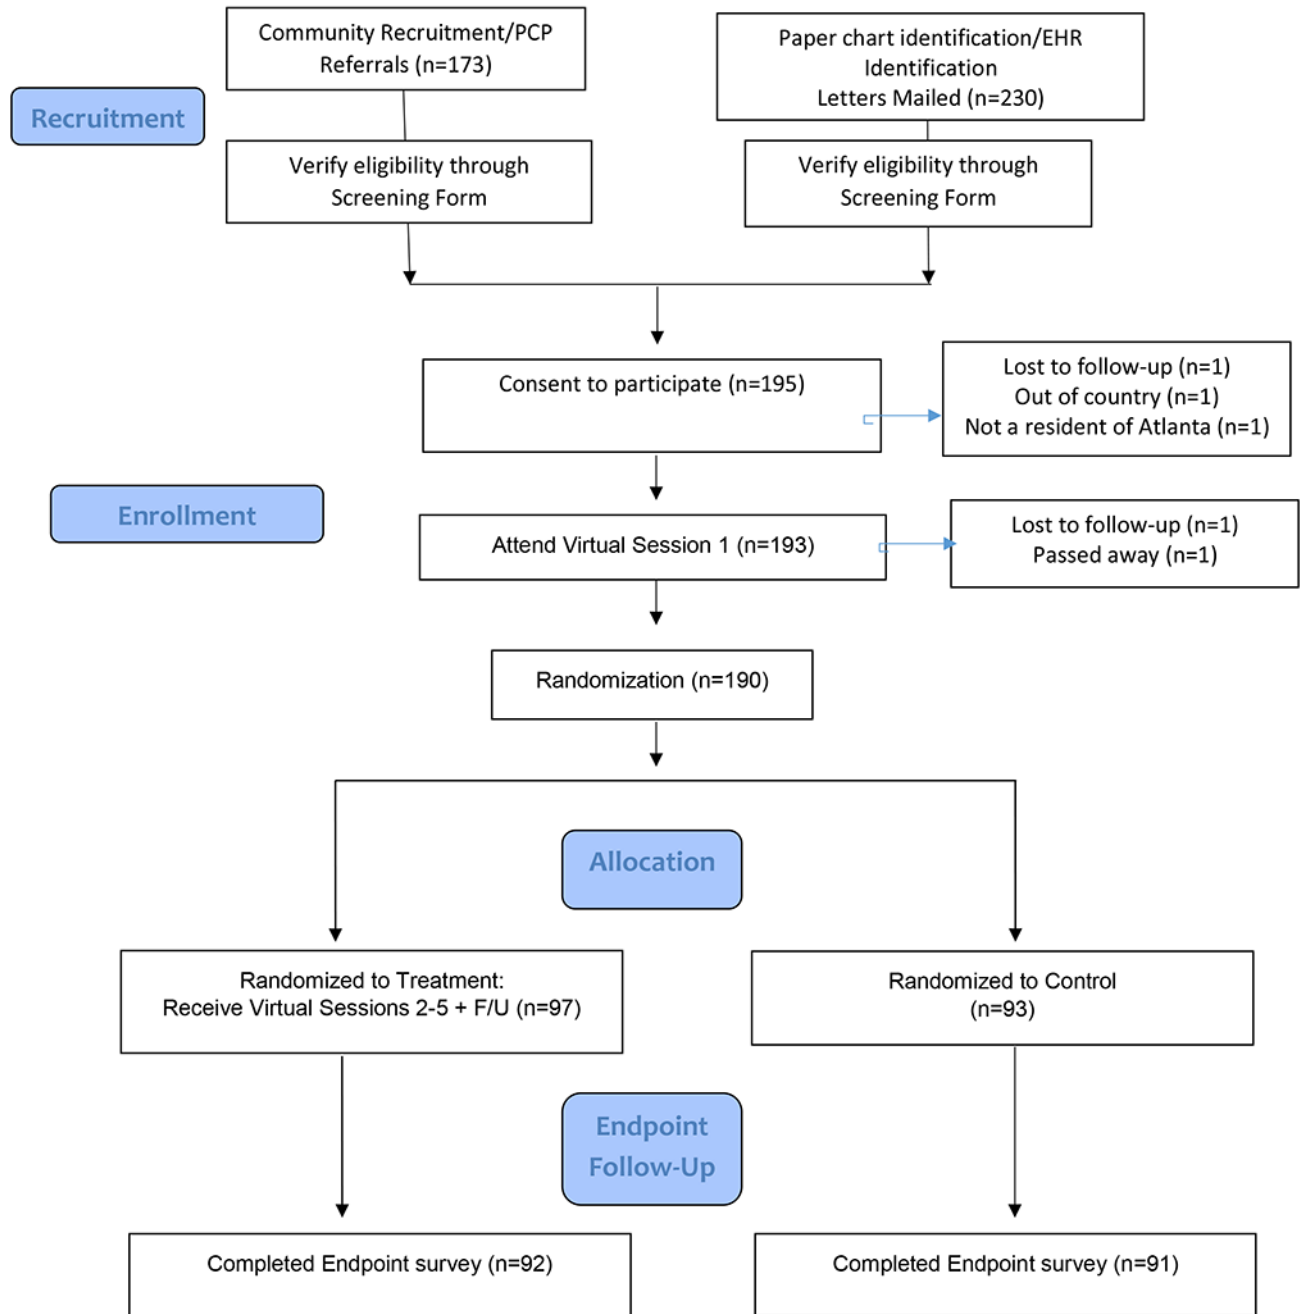 Community Recruitment/PCP
Referrals (n=173)
Paper chart identification/EHR
Identification
Letters Mailed (n=230)
Recruitment
Verify eligibility through
Screening Form
Verify eligibility through
Screening Form
Consent to participate (n=195)
Lost to follow-up (n=1)
Out of country (n=1)
Not a resident of Atlanta (n=1)
Enrollment
Attend Virtual Session 1 (n=193)
Lost to follow-up (n=1)
Passed away (n=1)
Randomization (n=190)
Allocation
Randomized to Treatment:
Receive Virtual Sessions 2-5 + F/U (n=97)
Randomized to Control
(n=93)
Endpoint
Follow-Up
Completed Endpoint survey (n=92)
Completed Endpoint survey (n=91)